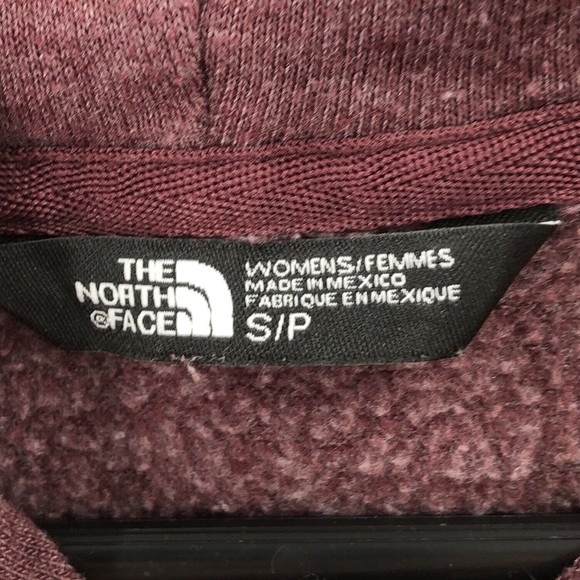 THE
NORTH
®FACE
WOMENS/FEMMES
MADE IN MEXICO
FABRIQUE EN MEXIQUE
S/P